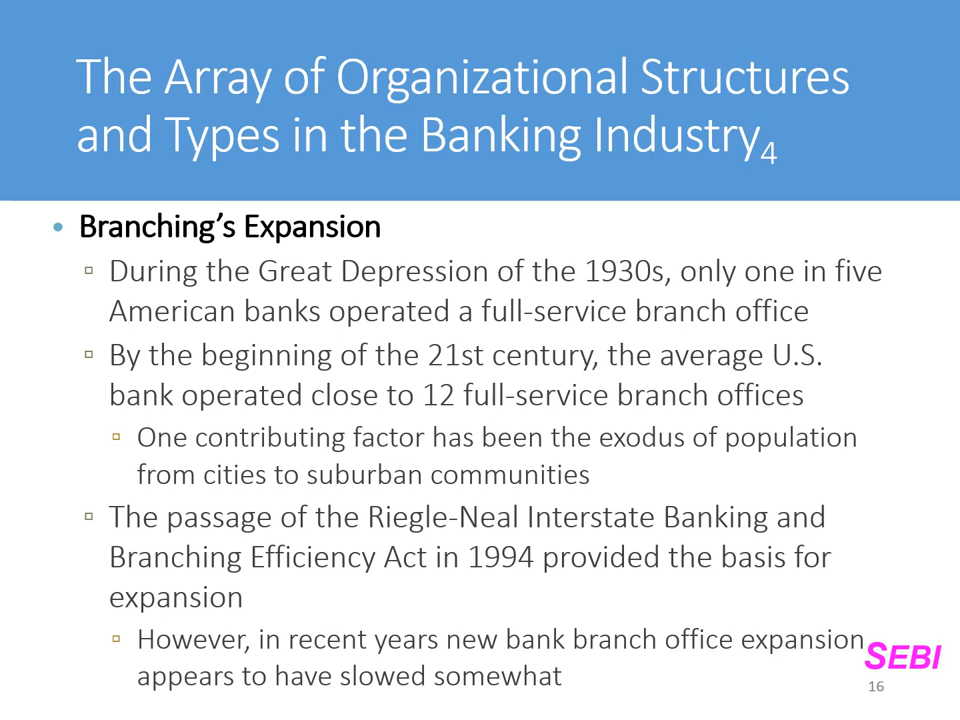 The Array of Organizational Structures
and Types in the Banking Industry4
• Branching's Expansion
▫ During the Great Depression of the 1930s, only one in five
American banks operated a full-service branch office
▫ By the beginning of the 21st century, the average U.S.
bank operated close to 12 full-service branch offices
▫ One contributing factor has been the exodus of population
from cities to suburban communities
▫ The passage of the Riegle-Neal Interstate Banking and
Branching Efficiency Act in 1994 provided the basis for
expansion
▫ However, in recent years new bank branch office expansion
appears to have slowed somewhat
SEBI
16